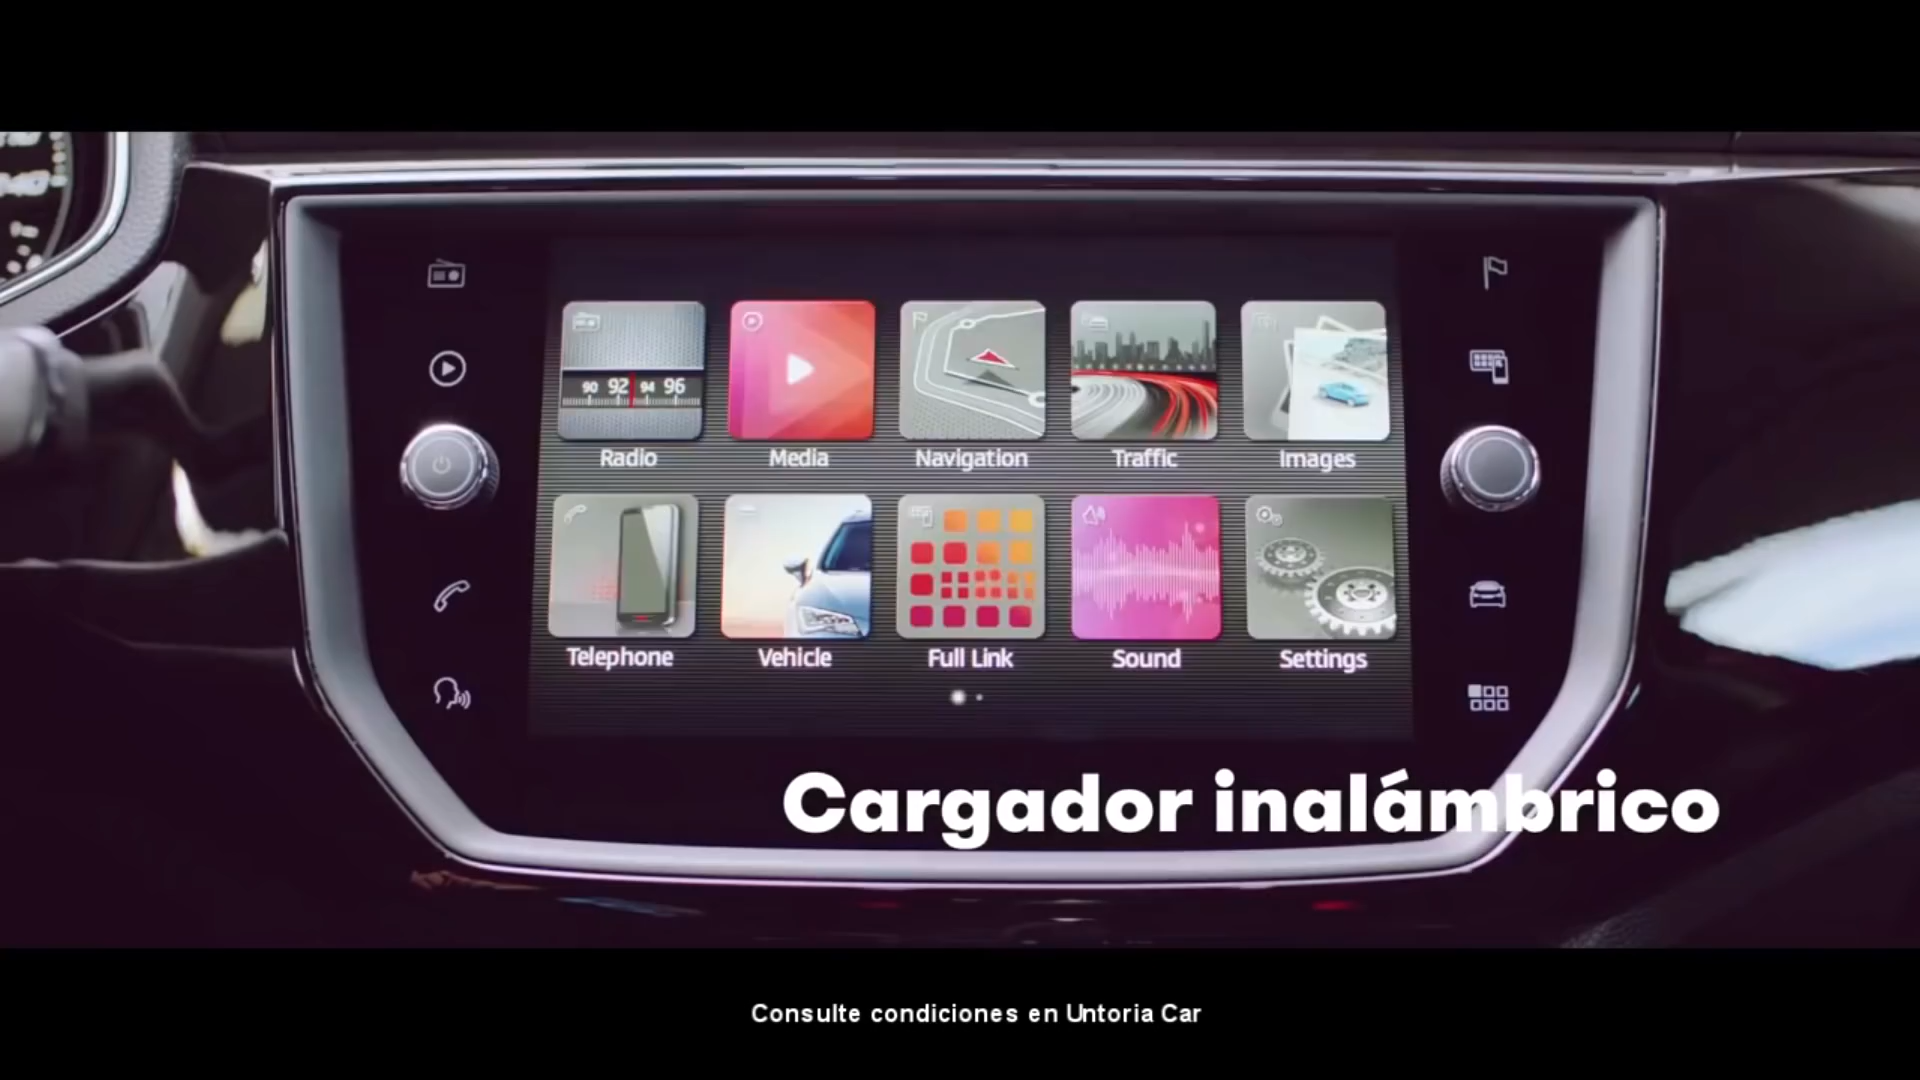 90 92 94 96
Radio Media Navigation Traffic Images
Telephone Vehicle Full Link Sound Settings
Cargador inalámbrico
Consulte condiciones en Untoria Car